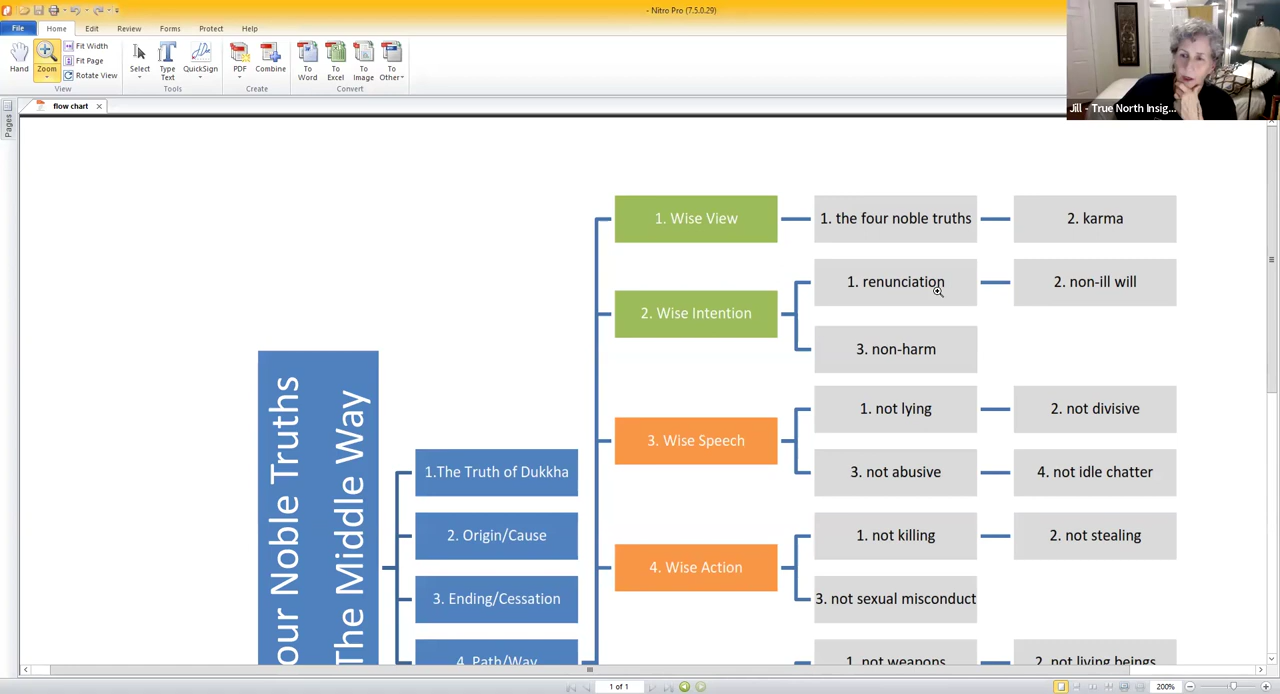 - Nitro Pro (7.5.0.29)
File Home Edit Review Forms Protect Help
Hand
Zoom
Fit Width
Fit Page
Rotate View
View
Select
Type Text
QuickSign
Tools
PDF
Combine
Create
To Word
To Excel
To Image
To Other
Convert
Jill - True North Insig...
flow chart
Pages
our Noble Truths
The Middle Way
1.The Truth of Dukkha
2. Origin/Cause
3. Ending/Cessation
4. Path/Way
1. Wise View
1. the four noble truths
2. karma
2. Wise Intention
1. renunciation
2. non-ill will
3. non-harm
3. Wise Speech
1. not lying
2. not divisive
3. not abusive
4. not idle chatter
4. Wise Action
1. not killing
2. not stealing
3. not sexual misconduct
1. not weapons
2. not living beings
1 of 1
200%